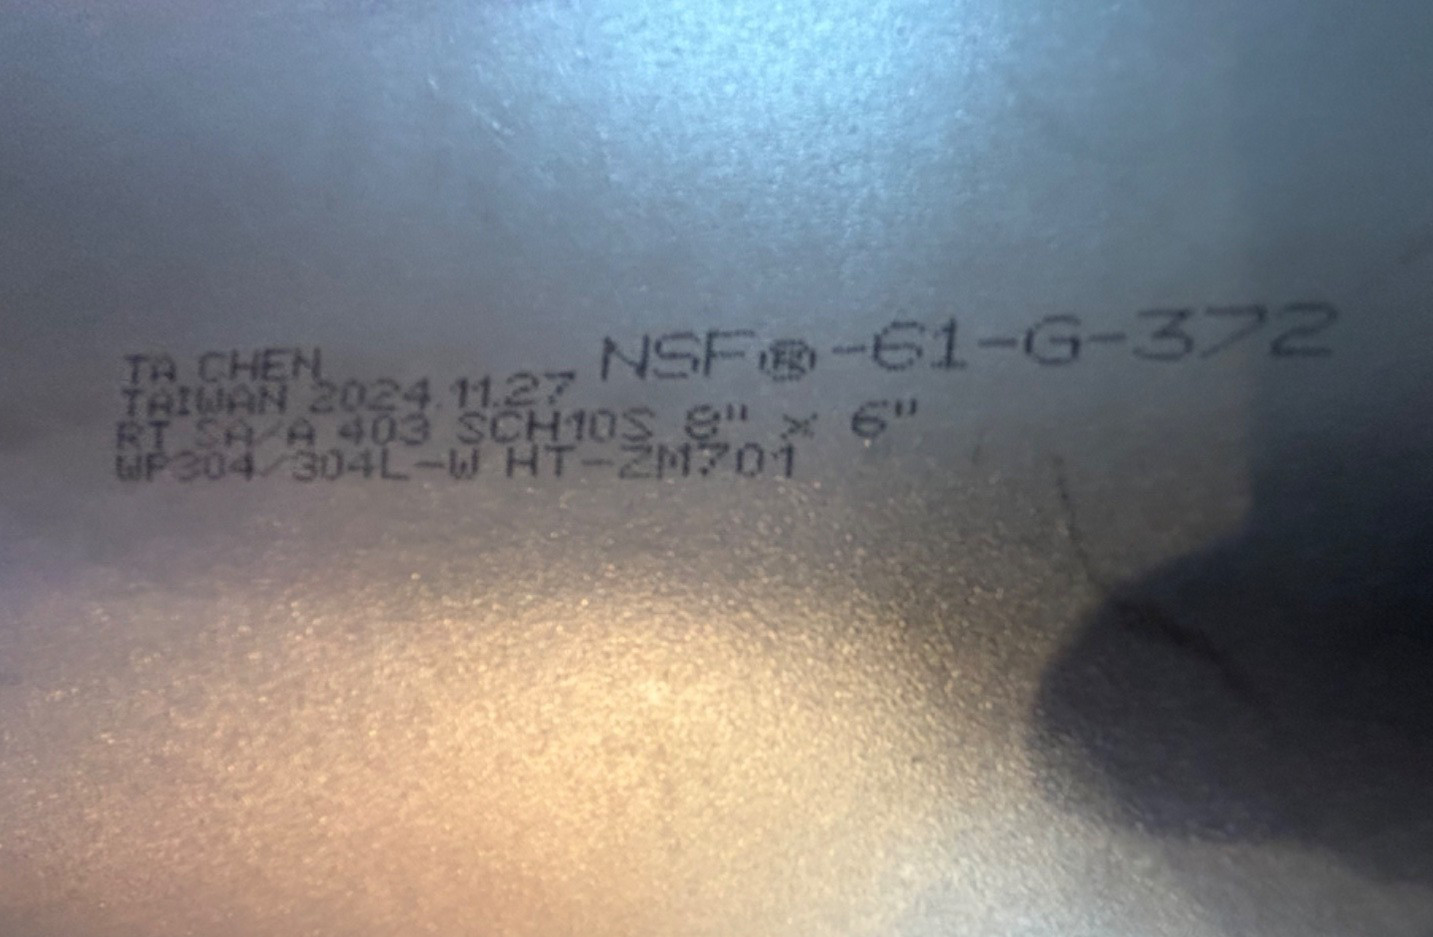 TA CHEN NSF®-61-G-372
TAIWAN 2024.11.27
RT SA/A 403 SCH10S 8" x 6"
WP304/304L-W HT-ZM701